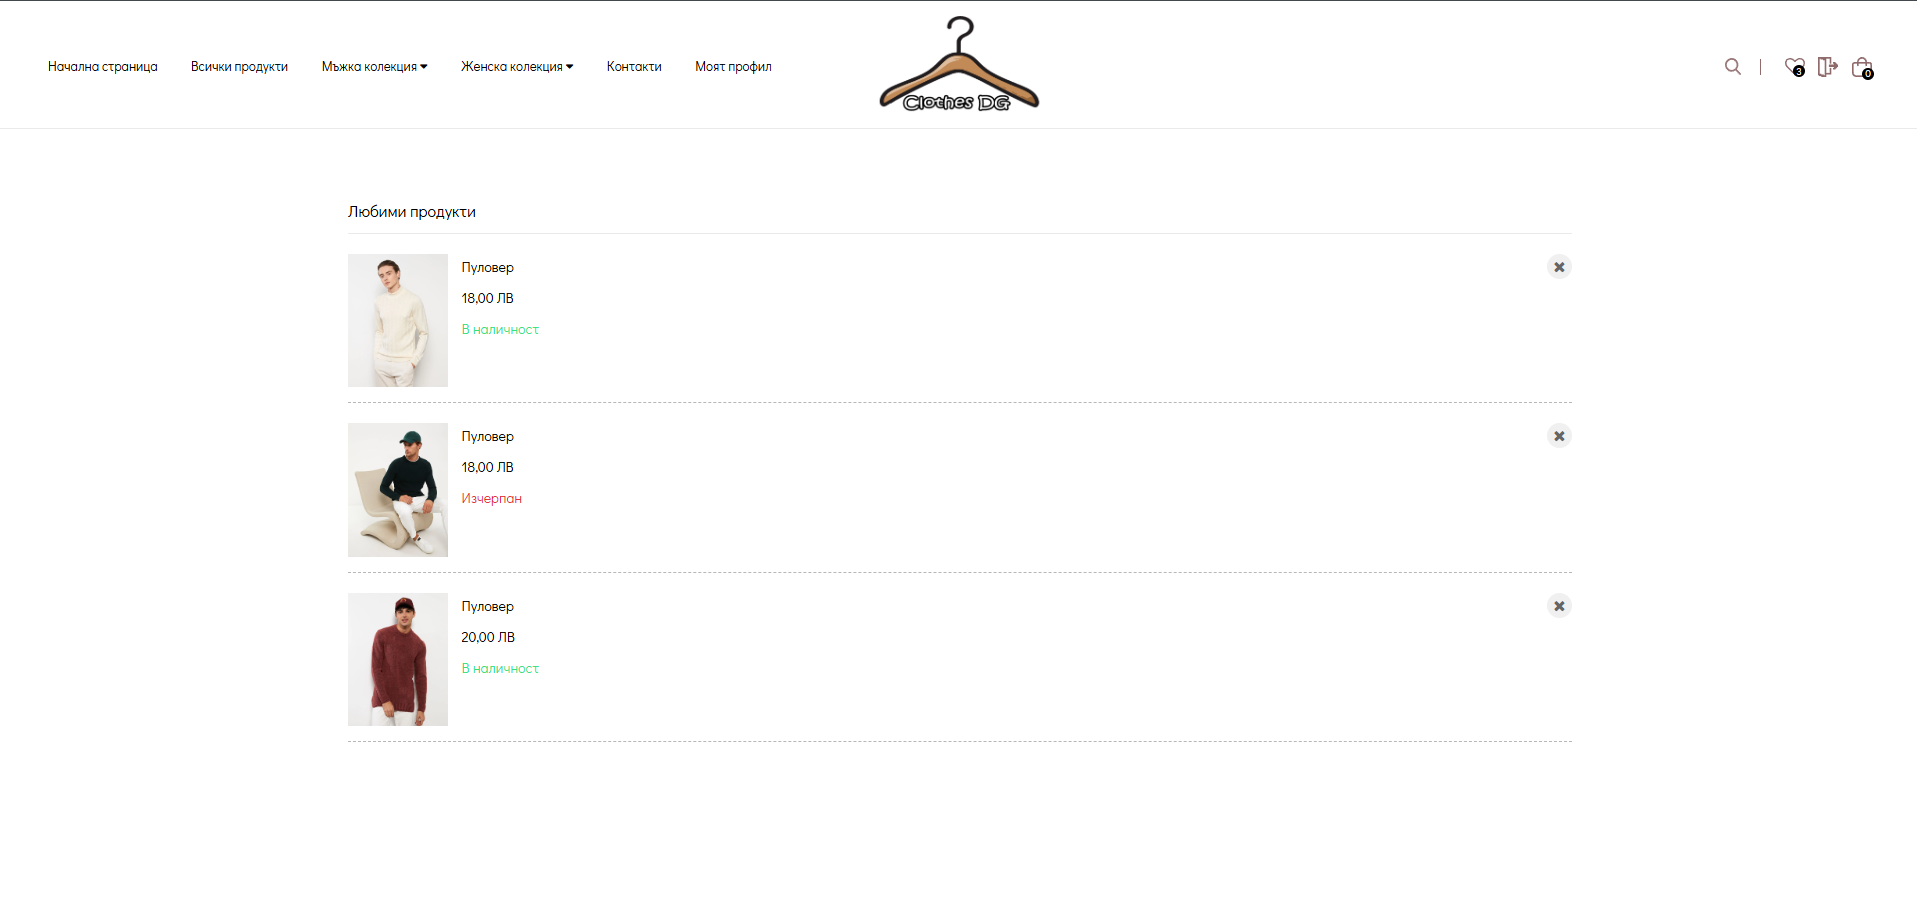 Начална страница
Всички продукти
Мъжка колекция
Женска колекция
Контакти
Моят профил
Clothes DG
3
0
Любими продукти
Пуловер
18,00 ЛВ
В наличност
Пуловер
18,00 ЛВ
Изчерпан
Пуловер
20,00 ЛВ
В наличност